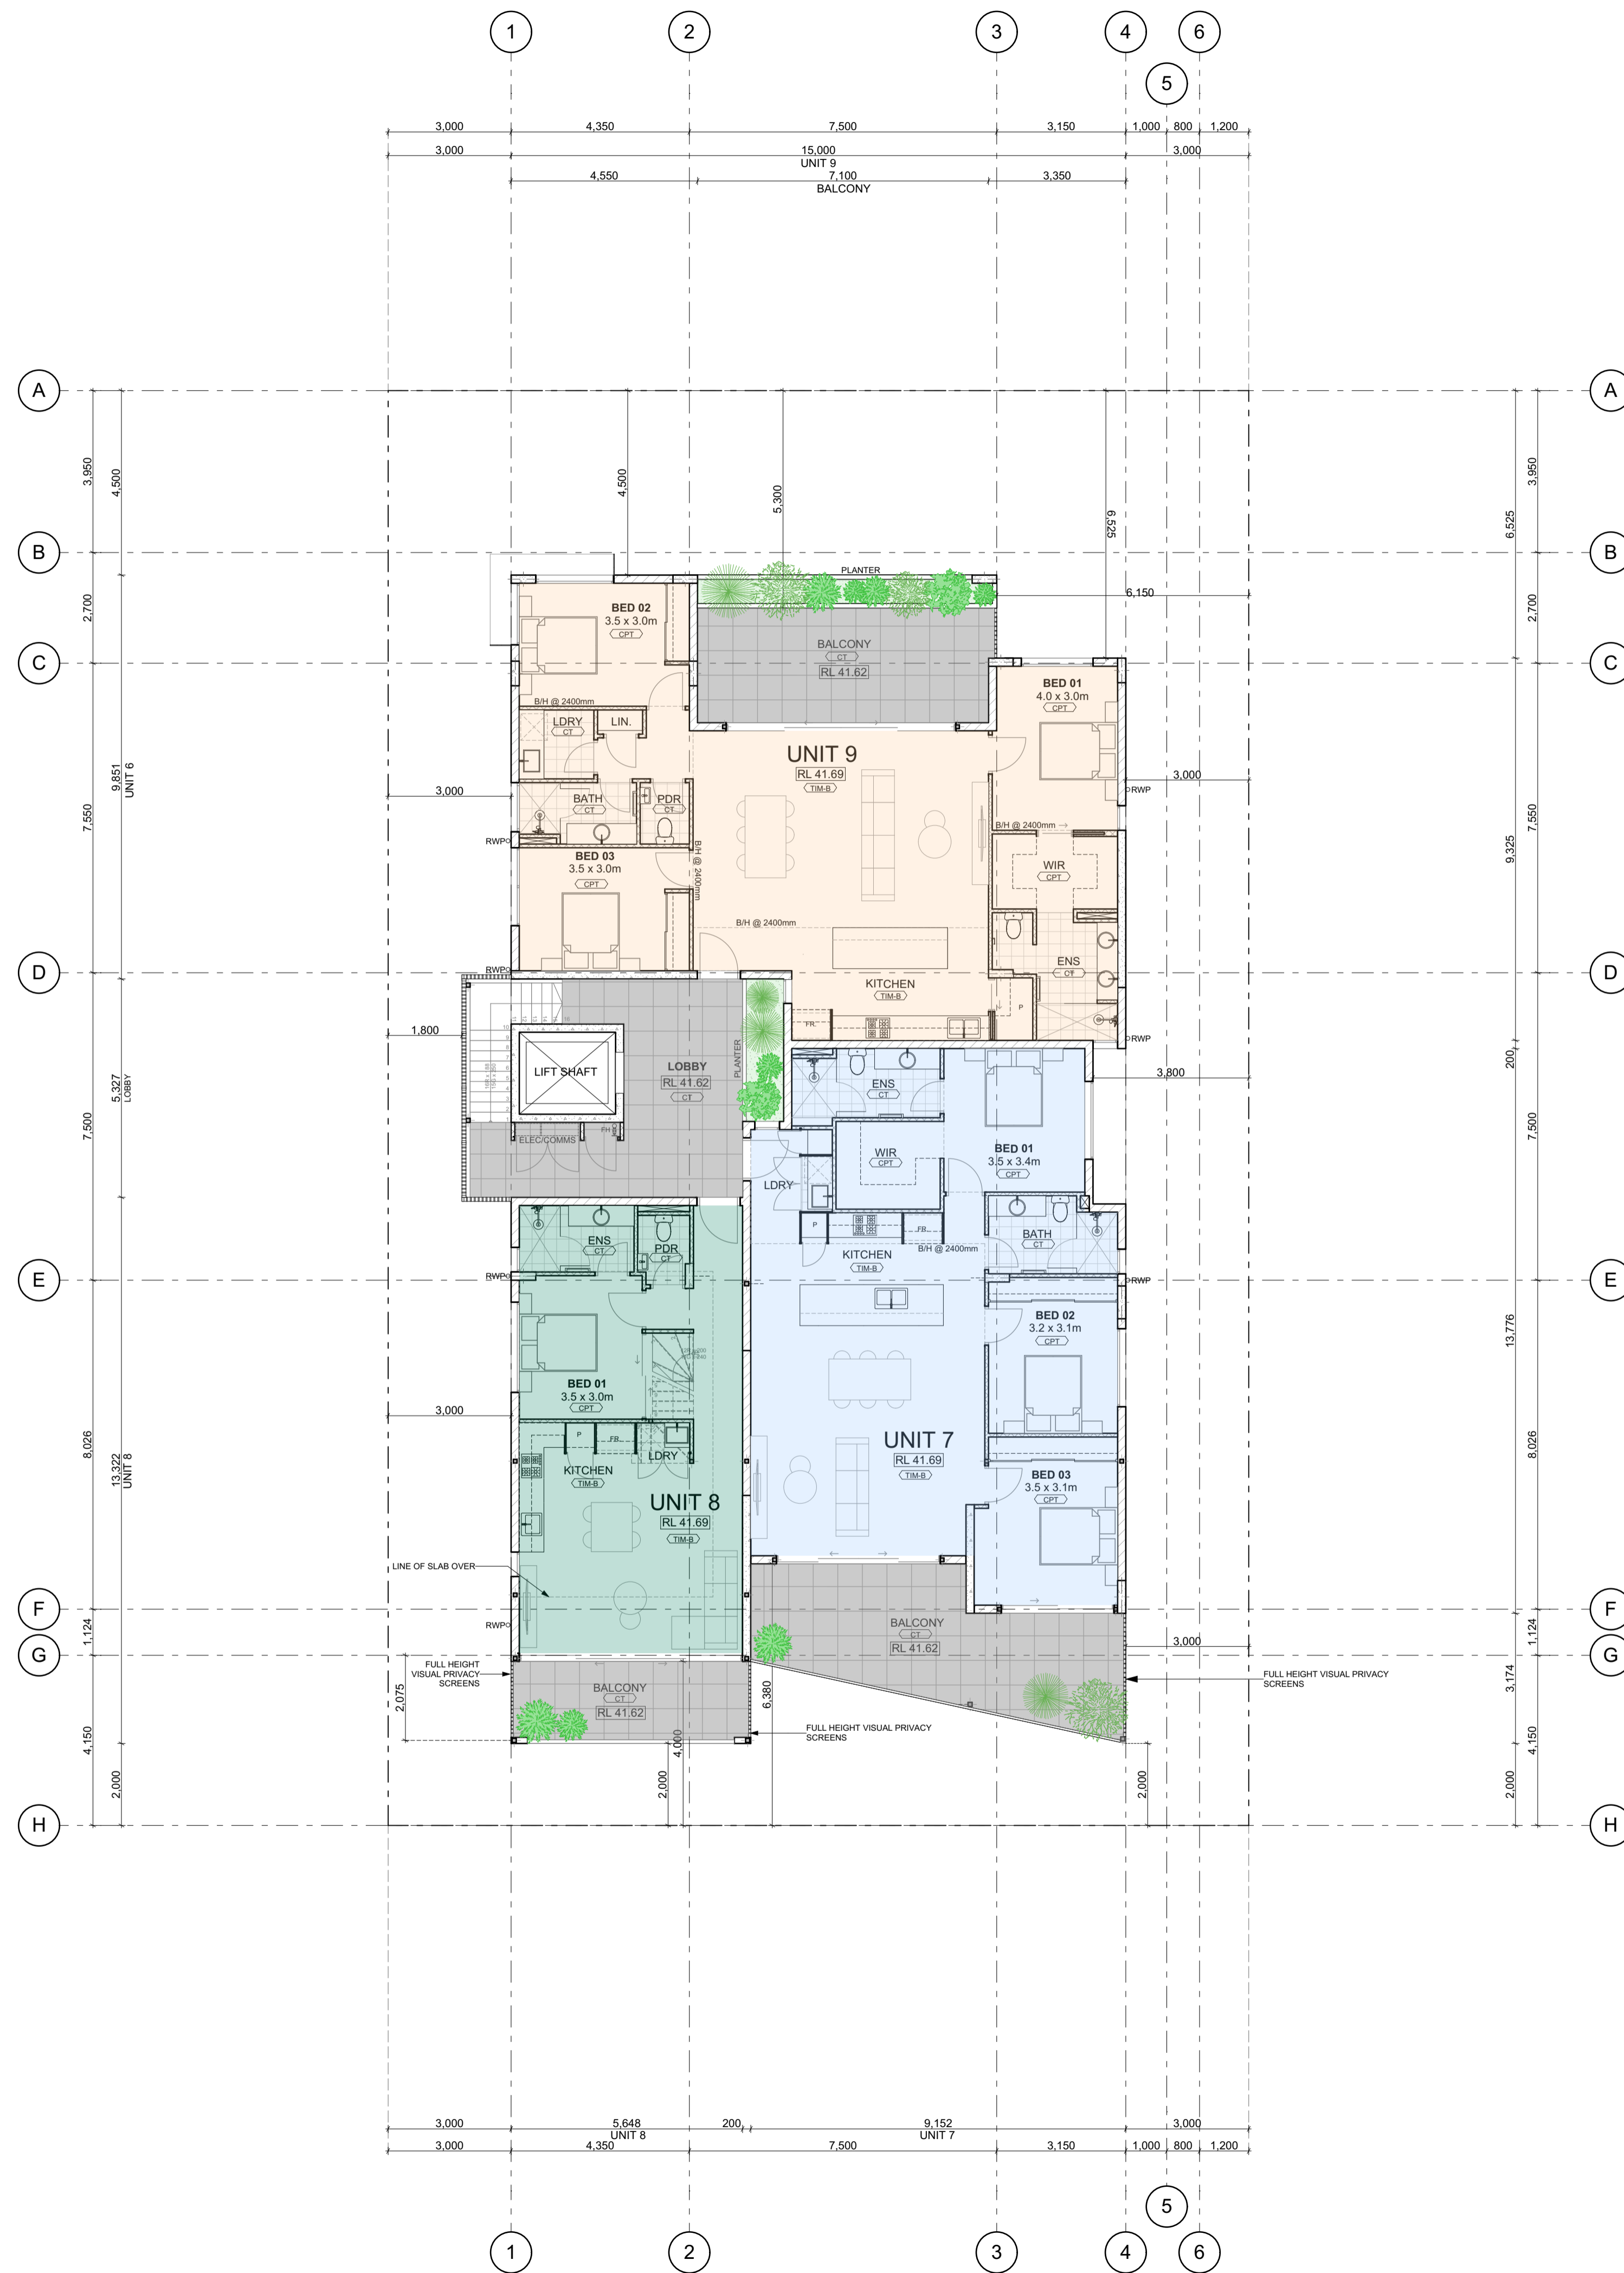 1
2
3
4
6
5
3,000
4,350
7,500
3,150
1,000
800
1,200
3,000
15,000
3,000
UNIT 9
4,550
7,100
3,350
BALCONY
A
A
3,950
4,500
4,500
5,300
6,525
6,525
3,950
B
B
PLANTER
6,150
2,700
2,700
BED 02
3.5 x 3.0m
CPT
BALCONY
CT
RL 41.62
C
C
BED 01
4.0 x 3.0m
CPT
B/H @ 2400mm
LDRY
CT
LIN.
UNIT 9
RL 41.69
TIM-B
9,851
UNIT 6
3,000
3,000
RWP
BATH
CT
PDR
CT
7,550
7,550
9,325
RWP
B/H @ 2400mm
BED 03
3.5 x 3.0m
CPT
B/H @ 2400mm
WIR
CPT
B/H @ 2400mm
ENS
CT
D
D
RWP
KITCHEN
TIM-B
P
FR.
1,800
RWP
LIFT SHAFT
LOBBY
RL 41.62
CT
PLANTER
200
3,800
5,327
LOBBY
7,500
7,500
ELEC/COMMS
FH
ENS
CT
WIR
CPT
BED 01
3.5 x 3.4m
CPT
LDRY
P
FR.
ENS
CT
PDR
CT
KITCHEN
TIM-B
B/H @ 2400mm
BATH
CT
E
E
RWP
RWP
BED 02
3.2 x 3.1m
CPT
13,776
BED 01
3.5 x 3.0m
CPT
3,000
P
FR.
LDRY
KITCHEN
TIM-B
UNIT 7
RL 41.69
TIM-B
8,026
13,322
UNIT 8
8,026
BED 03
3.5 x 3.1m
CPT
UNIT 8
RL 41.69
TIM-B
LINE OF SLAB OVER
F
F
RWP
BALCONY
CT
RL 41.62
1,124
1,124
3,000
G
G
FULL HEIGHT
VISUAL PRIVACY
SCREENS
FULL HEIGHT VISUAL PRIVACY
SCREENS
2,075
BALCONY
CT
RL 41.62
6,380
3,174
FULL HEIGHT VISUAL PRIVACY
SCREENS
4,000
4,150
4,150
2,000
2,000
2,000
2,000
H
H
3,000
5,648
200
9,152
3,000
UNIT 8
UNIT 7
3,000
4,350
7,500
3,150
1,000
800
1,200
5
1
2
3
4
6